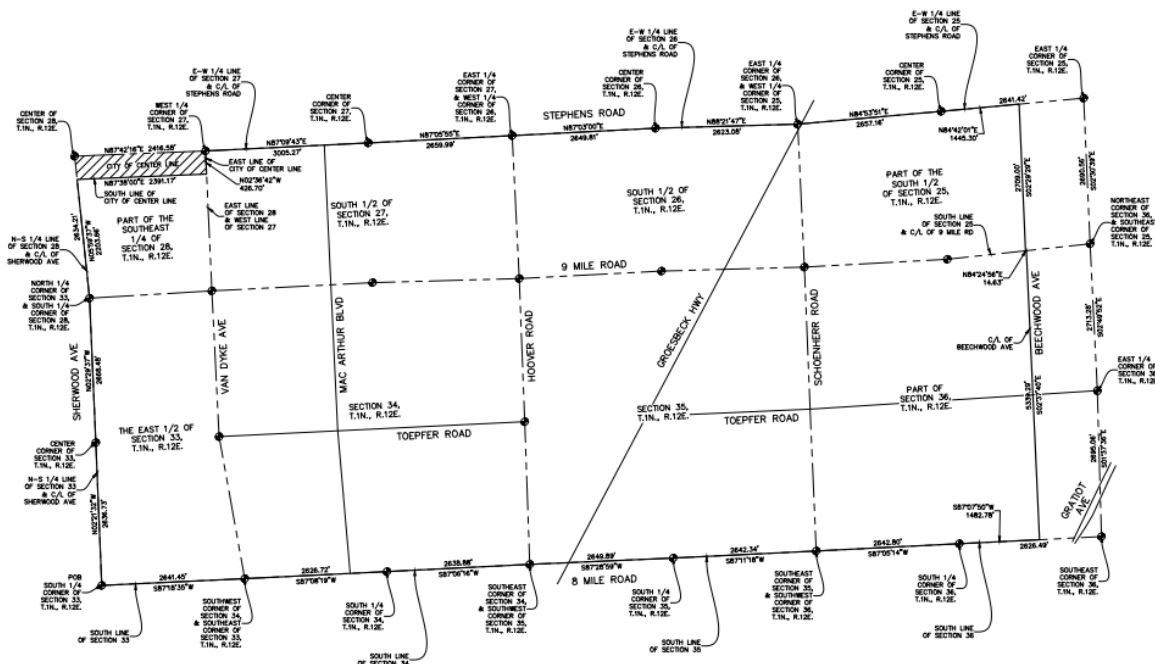 E-W 1/4 LINE
OF SECTION 27
& C/L OF
STEPHENS ROAD
E-W 1/4 LINE
OF SECTION 26
& C/L OF
STEPHENS ROAD
E-W 1/4 LINE
OF SECTION 25
& C/L OF
STEPHENS ROAD
CENTER OF
SECTION 28,
T.1N., R.12E.
WEST 1/4
CORNER OF
SECTION 27,
T.1N., R.12E.
CENTER
CORNER OF
SECTION 27,
T.1N., R.12E.
EAST 1/4
CORNER OF
SECTION 27,
& WEST 1/4
CORNER OF
SECTION 26,
T.1N., R.12E.
CENTER
CORNER OF
SECTION 26,
T.1N., R.12E.
EAST 1/4
CORNER OF
SECTION 26,
& WEST 1/4
CORNER OF
SECTION 25,
T.1N., R.12E.
CENTER
CORNER OF
SECTION 25,
T.1N., R.12E.
EAST 1/4
CORNER OF
SECTION 25,
T.1N., R.12E.
STEPHENS ROAD
N87°42'16"E 2416.58'
N87°09'43"E
3005.27'
N87°05'55"E
2659.99'
N87°03'00"E
2649.81'
N88°21'47"E
2623.08'
N84°53'51"E
2657.16'
2641.42'
N84°42'01"E
1445.30'
CITY OF CENTER LINE
N87°38'00"E 2391.17'
SOUTH LINE OF
CITY OF CENTER LINE
EAST LINE OF
CITY OF CENTER LINE
N02°36'42"W
426.70'
EAST LINE
OF SECTION 28
& WEST LINE
OF SECTION 27
2634.21'
N-S 1/4 LINE
OF SECTION 28
& C/L OF
SHERWOOD AVE
PART OF THE
SOUTHEAST
1/4 OF
SECTION 28,
T.1N., R.12E.
SOUTH 1/2 OF
SECTION 27,
T.1N., R.12E.
SOUTH 1/2 OF
SECTION 26,
T.1N., R.12E.
PART OF THE
SOUTH 1/2
OF SECTION 25,
T.1N., R.12E.
2709.00'
S02°29'29"E
2690.56'
S02°30'39"E
SOUTH LINE
OF SECTION 25
& C/L OF 9 MILE RD
NORTHEAST
CORNER OF
SECTION 36,
& SOUTHEAST
CORNER OF
SECTION 25,
T.1N., R.12E.
NORTH 1/4
CORNER OF
SECTION 33,
& SOUTH 1/4
CORNER OF
SECTION 28,
T.1N., R.12E.
9 MILE ROAD
N84°24'56"E
14.63'
SHERWOOD AVE
N02°29'37"W
2668.48'
VAN DYKE AVE
MAC ARTHUR BLVD
HOOVER ROAD
GROESBECK HWY
SCHOENHERR ROAD
C/L OF
BEECHWOOD AVE
BEECHWOOD AVE
5339.29'
S02°37'40"E
2713.28'
S02°49'52"E
EAST 1/4
CORNER OF
SECTION 36,
T.1N., R.12E
THE EAST 1/2 OF
SECTION 33,
T.1N., R.12E.
SECTION 34,
T.1N., R.12E.
TOEPFER ROAD
SECTION 35,
T.1N., R.12E.
TOEPFER ROAD
PART OF
SECTION 36,
T.1N., R.12E.
CENTER
CORNER OF
SECTION 33,
T.1N., R.12E.
N-S 1/4 LINE
OF SECTION 33
& C/L OF
SHERWOOD AVE
N02°21'32"W
2636.73'
2695.06'
S01°57'36"E
GRATIOT
AVE
S87°07'50"W
1482.78'
POB
SOUTH 1/4
CORNER OF
SECTION 33,
T.1N., R.12E.
2641.45'
S87°18'35"W
2626.72'
S87°08'19"W
2638.88'
S87°06'16"W
2649.89'
S87°28'59"W
2642.34'
S87°11'18"W
2642.80'
S87°05'14"W
2626.49'
8 MILE ROAD
SOUTH LINE
OF SECTION 33
SOUTHWEST
CORNER OF
SECTION 34,
& SOUTHEAST
CORNER OF
SECTION 33,
T.1N., R.12E.
SOUTH 1/4
CORNER OF
SECTION 34,
T.1N., R.12E.
SOUTH LINE
OF SECTION 34
SOUTHEAST
CORNER OF
SECTION 34,
& SOUTHWEST
CORNER OF
SECTION 35,
T.1N., R.12E.
SOUTH 1/4
CORNER OF
SECTION 35,
T.1N., R.12E.
SOUTH LINE
OF SECTION 35
SOUTHEAST
CORNER OF
SECTION 35,
& SOUTHWEST
CORNER OF
SECTION 36,
T.1N., R.12E.
SOUTH 1/4
CORNER OF
SECTION 36,
T.1N., R.12E.
SOUTH LINE
OF SECTION 36
SOUTHEAST
CORNER OF
SECTION 36,
T.1N., R.12E.